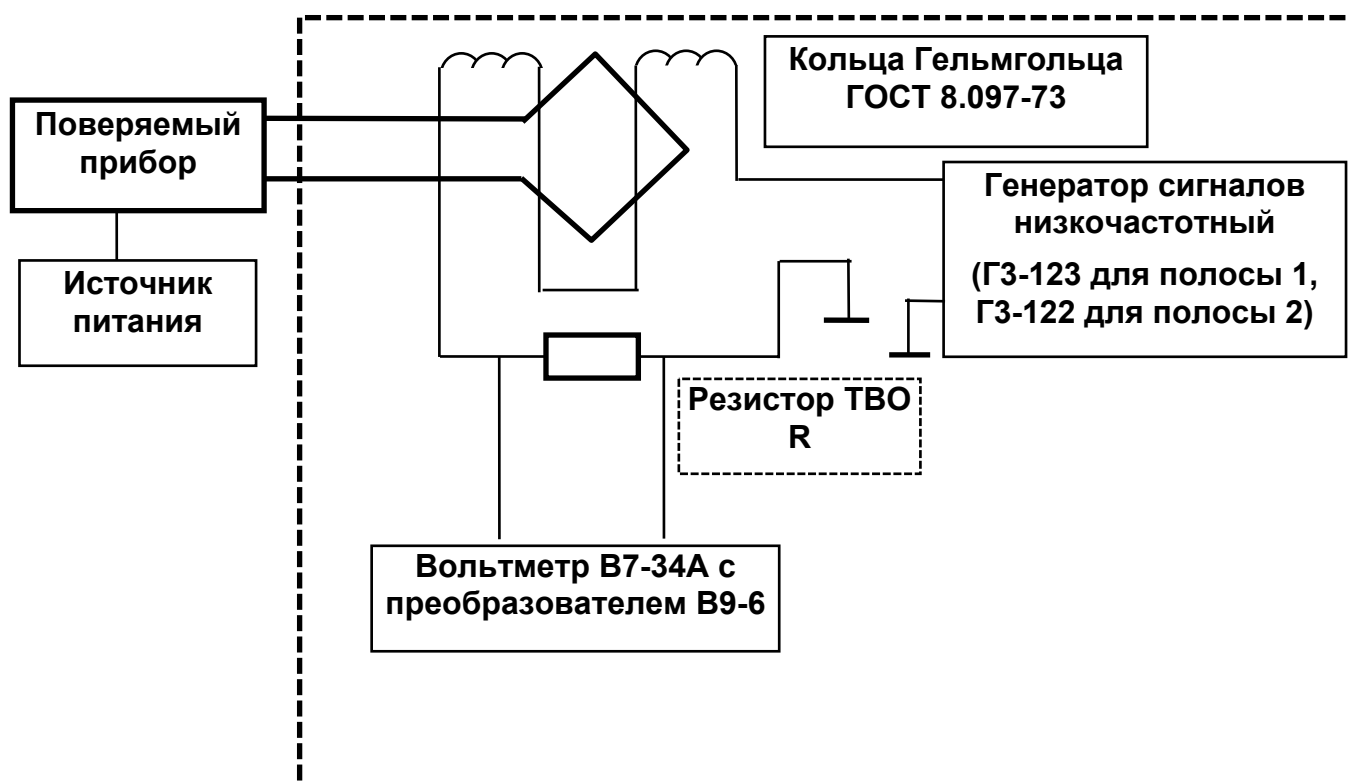 Кольца Гельмгольца
ГОСТ 8.097-73
Поверяемый
прибор
Генератор сигналов
низкочастотный
(Г3-123 для полосы 1,
Г3-122 для полосы 2)
Источник
питания
Резистор ТВО
R
Вольтметр В7-34А с
преобразователем В9-6